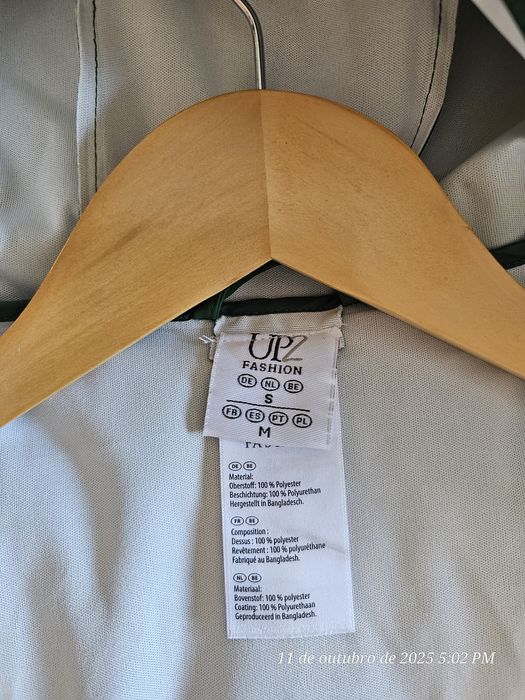 UP2
FASHION
DE NL BE
S
FR ES PT PL
M
DE BE
Material:
Oberstoff: 100 % Polyester
Beschichtung: 100 % Polyurethan
Hergestellt in Bangladesch.
FR BE
Composition :
Dessus : 100 % polyester
Revêtement : 100 % polyuréthane
Fabriqué au Bangladesh.
NL BE
Materiaal:
Bovenstof: 100 % polyester
Coating: 100 % Polyurethaan
Geproduceerd in Bangladesh.
11 de outubro de 2025 5:02 PM